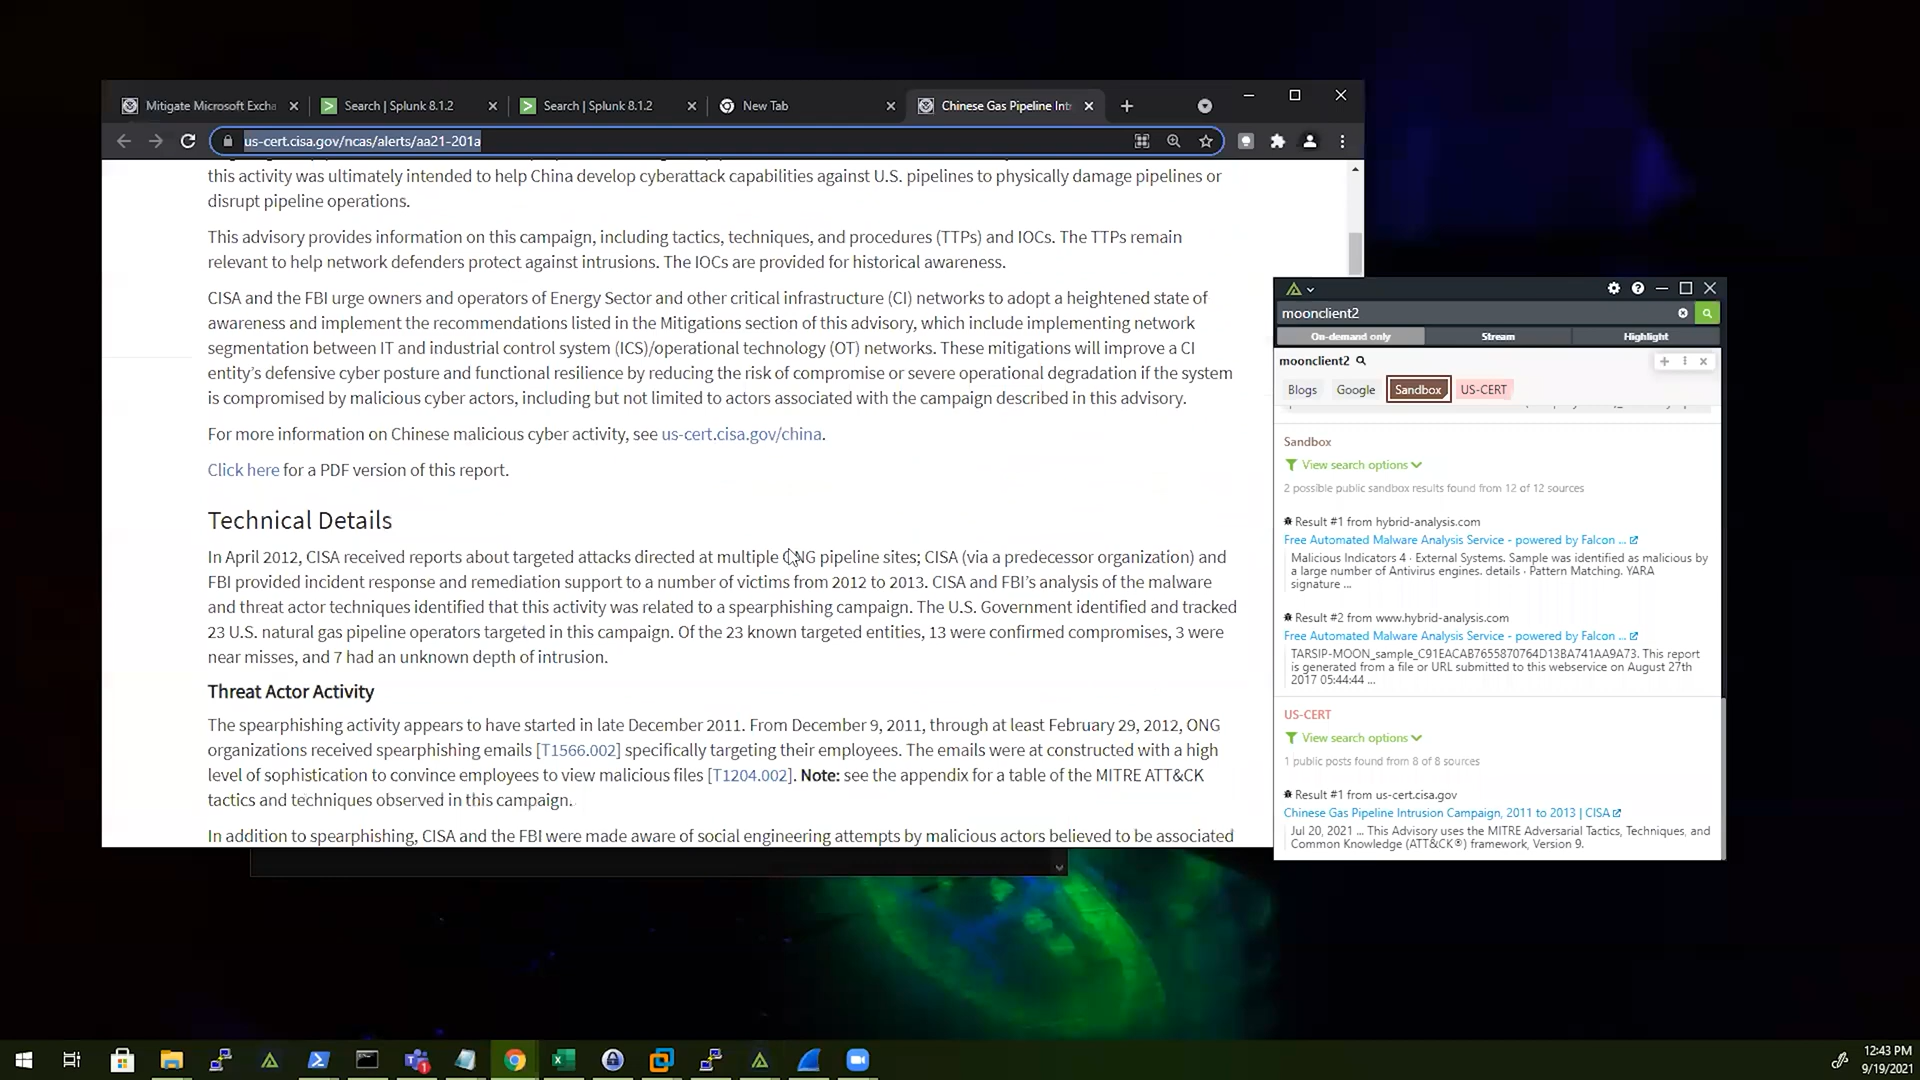 Mitigate Microsoft Excha
Search | Splunk 8.1.2
Search | Splunk 8.1.2
New Tab
Chinese Gas Pipeline Intr
us-cert.cisa.gov/ncas/alerts/aa21-201a
this activity was ultimately intended to help China develop cyberattack capabilities against U.S. pipelines to physically damage pipelines or
disrupt pipeline operations.
This advisory provides information on this campaign, including tactics, techniques, and procedures (TTPs) and IOCs. The TTPs remain
relevant to help network defenders protect against intrusions. The IOCs are provided for historical awareness.
CISA and the FBI urge owners and operators of Energy Sector and other critical infrastructure (CI) networks to adopt a heightened state of
awareness and implement the recommendations listed in the Mitigations section of this advisory, which include implementing network
segmentation between IT and industrial control system (ICS)/operational technology (OT) networks. These mitigations will improve a CI
entity's defensive cyber posture and functional resilience by reducing the risk of compromise or severe operational degradation if the system
is compromised by malicious cyber actors, including but not limited to actors associated with the campaign described in this advisory.
For more information on Chinese malicious cyber activity, see us-cert.cisa.gov/china.
Click here for a PDF version of this report.
Technical Details
In April 2012, CISA received reports about targeted attacks directed at multiple ONG pipeline sites; CISA (via a predecessor organization) and
FBI provided incident response and remediation support to a number of victims from 2012 to 2013. CISA and FBI's analysis of the malware
and threat actor techniques identified that this activity was related to a spearphishing campaign. The U.S. Government identified and tracked
23 U.S. natural gas pipeline operators targeted in this campaign. Of the 23 known targeted entities, 13 were confirmed compromises, 3 were
near misses, and 7 had an unknown depth of intrusion.
Threat Actor Activity
The spearphishing activity appears to have started in late December 2011. From December 9, 2011, through at least February 29, 2012, ONG
organizations received spearphishing emails [T1566.002] specifically targeting their employees. The emails were at constructed with a high
level of sophistication to convince employees to view malicious files [T1204.002]. Note: see the appendix for a table of the MITRE ATT&CK
tactics and techniques observed in this campaign.
In addition to spearphishing, CISA and the FBI were made aware of social engineering attempts by malicious actors believed to be associated
moonclient2
On-demand only
Stream
Highlight
moonclient2
Blogs
Google
Sandbox
US-CERT
Sandbox
View search options
2 possible public sandbox results found from 12 of 12 sources
Result #1 from hybrid-analysis.com
Free Automated Malware Analysis Service - powered by Falcon ...
Malicious Indicators 4 · External Systems. Sample was identified as malicious by
a large number of Antivirus engines. details · Pattern Matching. YARA
signature ...
Result #2 from www.hybrid-analysis.com
Free Automated Malware Analysis Service - powered by Falcon ...
TARSIP-MOON_sample_C91EACAB7655870764D13BA741AA9A73. This report
is generated from a file or URL submitted to this webservice on August 27th
2017 05:44:44 ...
US-CERT
View search options
1 public posts found from 8 of 8 sources
Result #1 from us-cert.cisa.gov
Chinese Gas Pipeline Intrusion Campaign, 2011 to 2013 | CISA
Jul 20, 2021 ... This Advisory uses the MITRE Adversarial Tactics, Techniques, and
Common Knowledge (ATT&CK®) framework, Version 9.
12:43 PM
9/19/2021